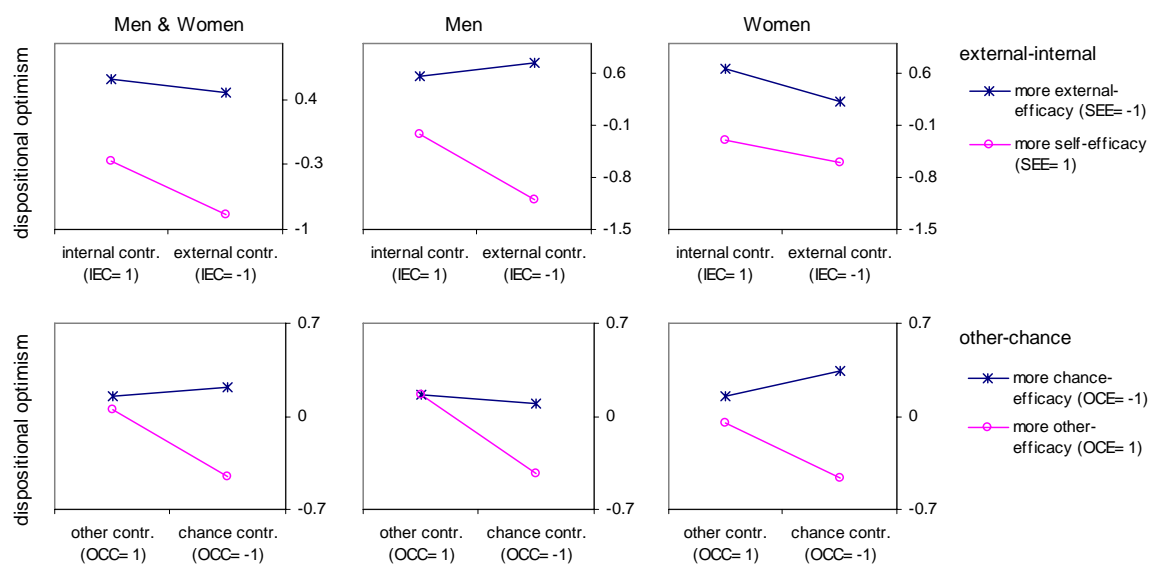 Men & Women
Men
Women
dispositional optimism
0.4
-0.3
-1
internal contr.
(IEC= 1)
external contr.
(IEC= -1)
0.6
-0.1
-0.8
-1.5
internal contr.
(IEC= 1)
external contr.
(IEC= -1)
0.6
-0.1
-0.8
-1.5
internal contr.
(IEC= 1)
external contr.
(IEC= -1)
external-internal
more external-
efficacy (SEE= -1)
more self-efficacy
(SEE= 1)
dispositional optimism
0.7
0
-0.7
other contr.
(OCC= 1)
chance contr.
(OCC= -1)
0.7
0
-0.7
other contr.
(OCC= 1)
chance contr.
(OCC= -1)
0.7
0
-0.7
other contr.
(OCC= 1)
chance contr.
(OCC= -1)
other-chance
more chance-
efficacy (OCE= -1)
more other-
efficacy (OCE= 1)